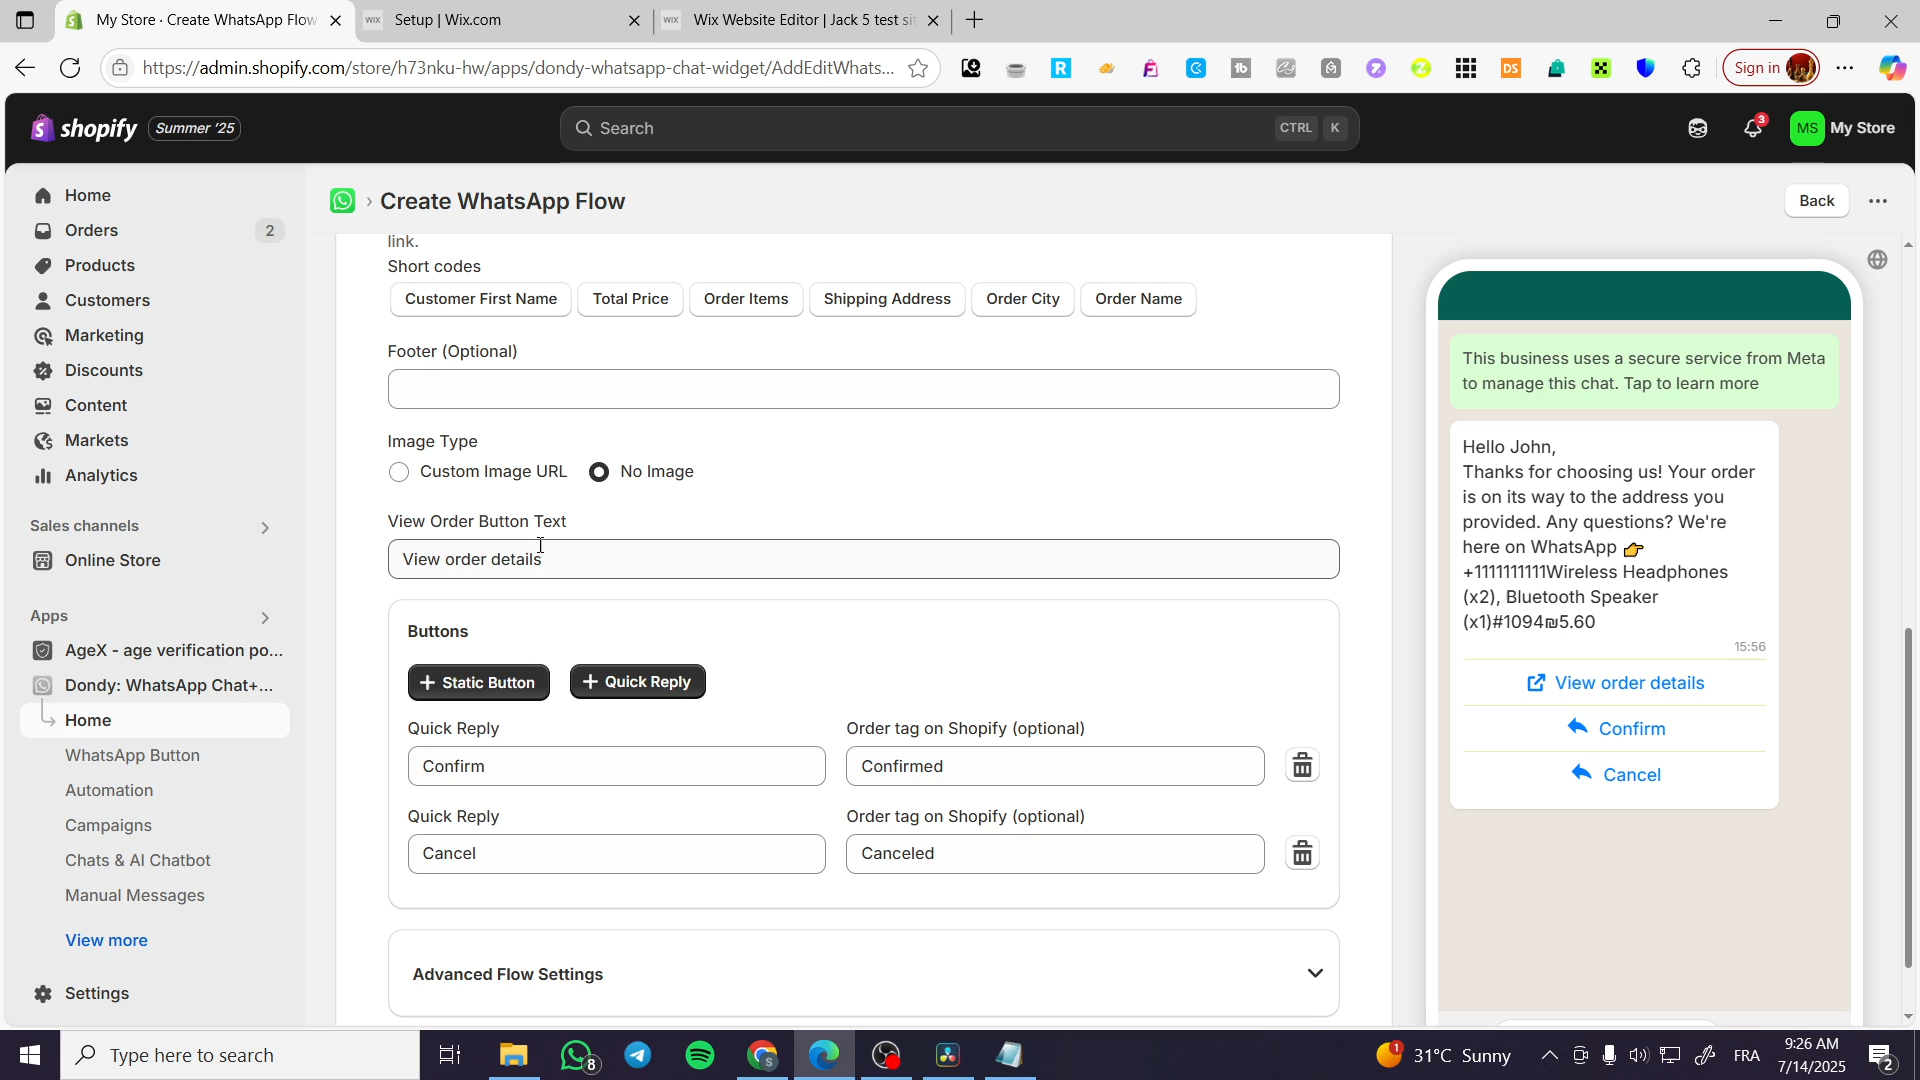 My Store · Create WhatsApp Flow
Setup | Wix.com
Wix Website Editor | Jack 5 test sit
https://admin.shopify.com/store/h73nku-hw/apps/dondy-whatsapp-chat-widget/AddEditWhats...
Sign in
shopify
Summer '25
Search
CTRL K
3
MS My Store
Home
Orders 2
Products
Customers
Marketing
Discounts
Content
Markets
Analytics
Sales channels
Online Store
Apps
AgeX - age verification po...
Dondy: WhatsApp Chat+...
Home
WhatsApp Button
Automation
Campaigns
Chats & AI Chatbot
Manual Messages
View more
Settings
Create WhatsApp Flow
Back
link.
Short codes
Customer First Name
Total Price
Order Items
Shipping Address
Order City
Order Name
Footer (Optional)
Image Type
Custom Image URL
No Image
View Order Button Text
View order details
Buttons
+ Static Button
+ Quick Reply
Quick Reply
Order tag on Shopify (optional)
Confirm
Confirmed
Quick Reply
Order tag on Shopify (optional)
Cancel
Canceled
Advanced Flow Settings
This business uses a secure service from Meta
to manage this chat. Tap to learn more
Hello John,
Thanks for choosing us! Your order
is on its way to the address you
provided. Any questions? We're
here on WhatsApp 👉
+1111111111Wireless Headphones
(x2), Bluetooth Speaker
(x1)#1094₪5.60
15:56
View order details
Confirm
Cancel
Type here to search
8
1
31°C Sunny
FRA
9:26 AM
7/14/2025
2